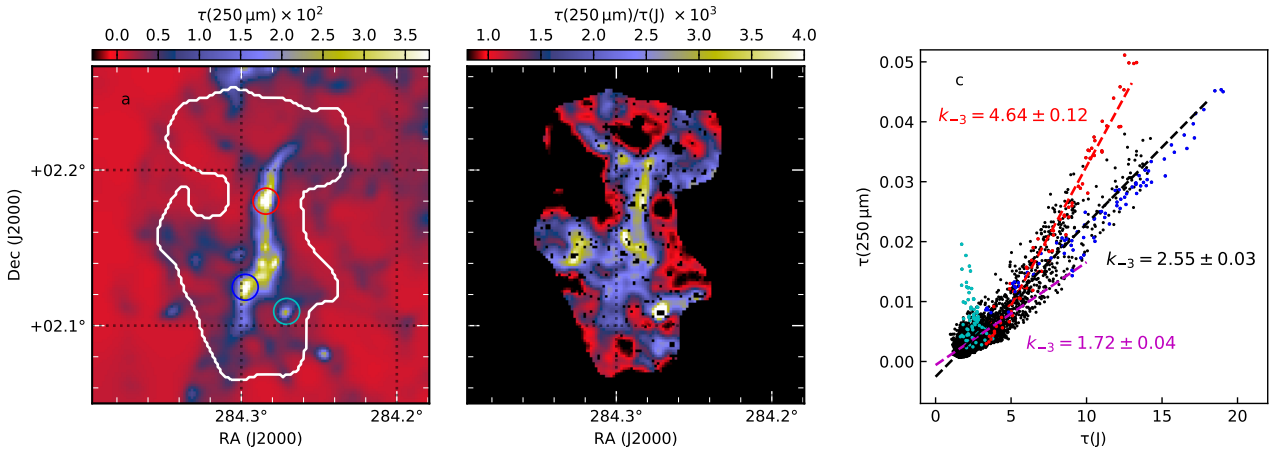 τ(250 μm) × 10²
0.0 0.5 1.0 1.5 2.0 2.5 3.0 3.5
a
+02.2°
+02.1°
Dec (J2000)
284.3° 284.2°
RA (J2000)
τ(250 μm)/τ(J) × 10³
1.0 1.5 2.0 2.5 3.0 3.5 4.0
284.3° 284.2°
RA (J2000)
c
0.05
0.04
0.03
0.02
0.01
0.00
τ(250 μm)
k₋₃ = 4.64 ± 0.12
k₋₃ = 2.55 ± 0.03
k₋₃ = 1.72 ± 0.04
0 5 10 15 20
τ(J)